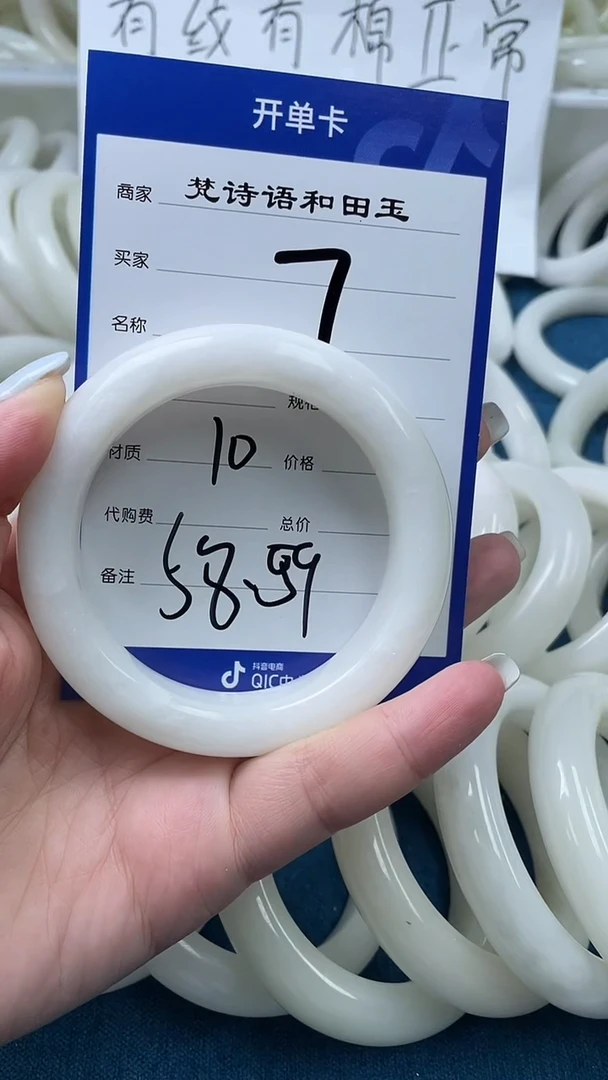 有线有棉正常
开单卡
商家 梵诗语和田玉
买家 7
名称
规格
材质 10 价格
代购费 总价
备注 58.59
抖音电商
QIC